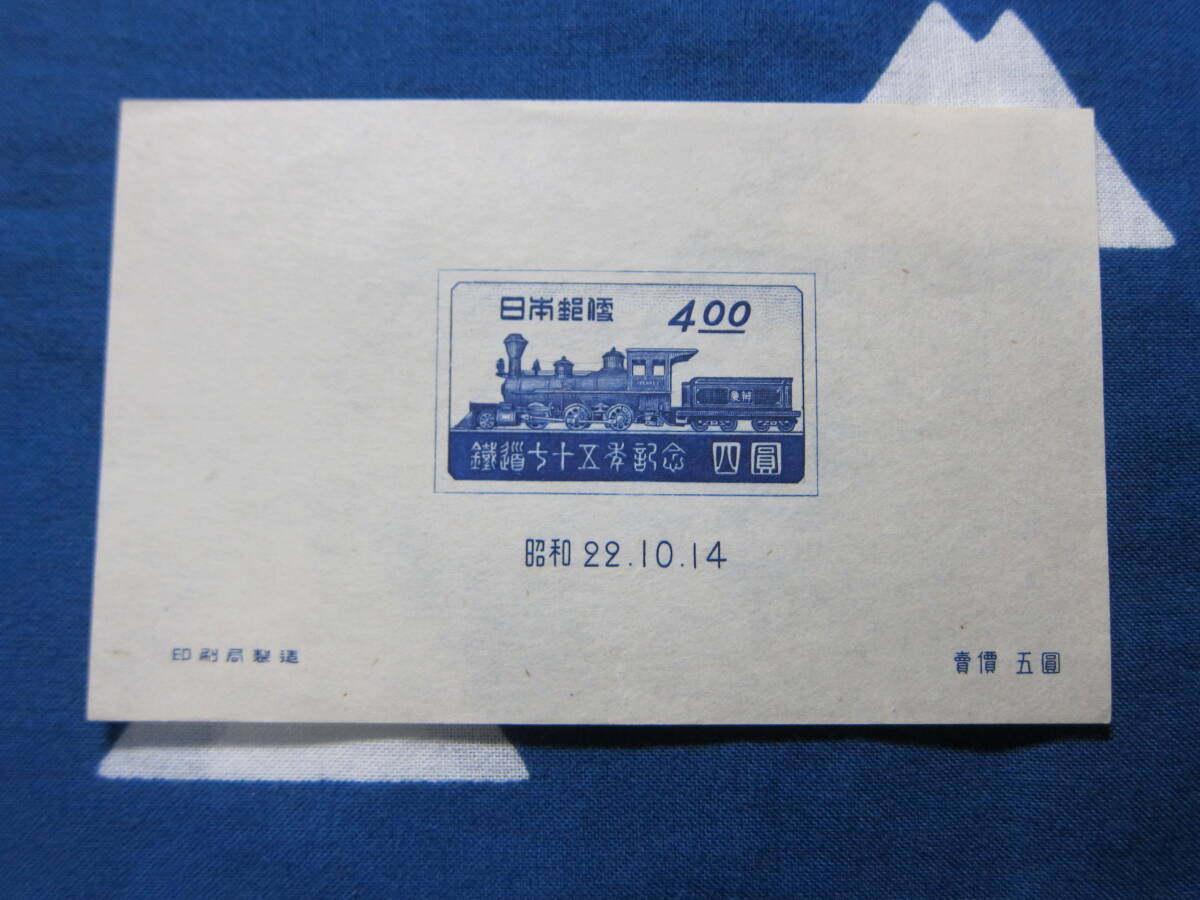 日本郵便 4.00
鐵道七十五年記念 四圓
昭和 22.10.14
印刷局製造
賣價 五圓